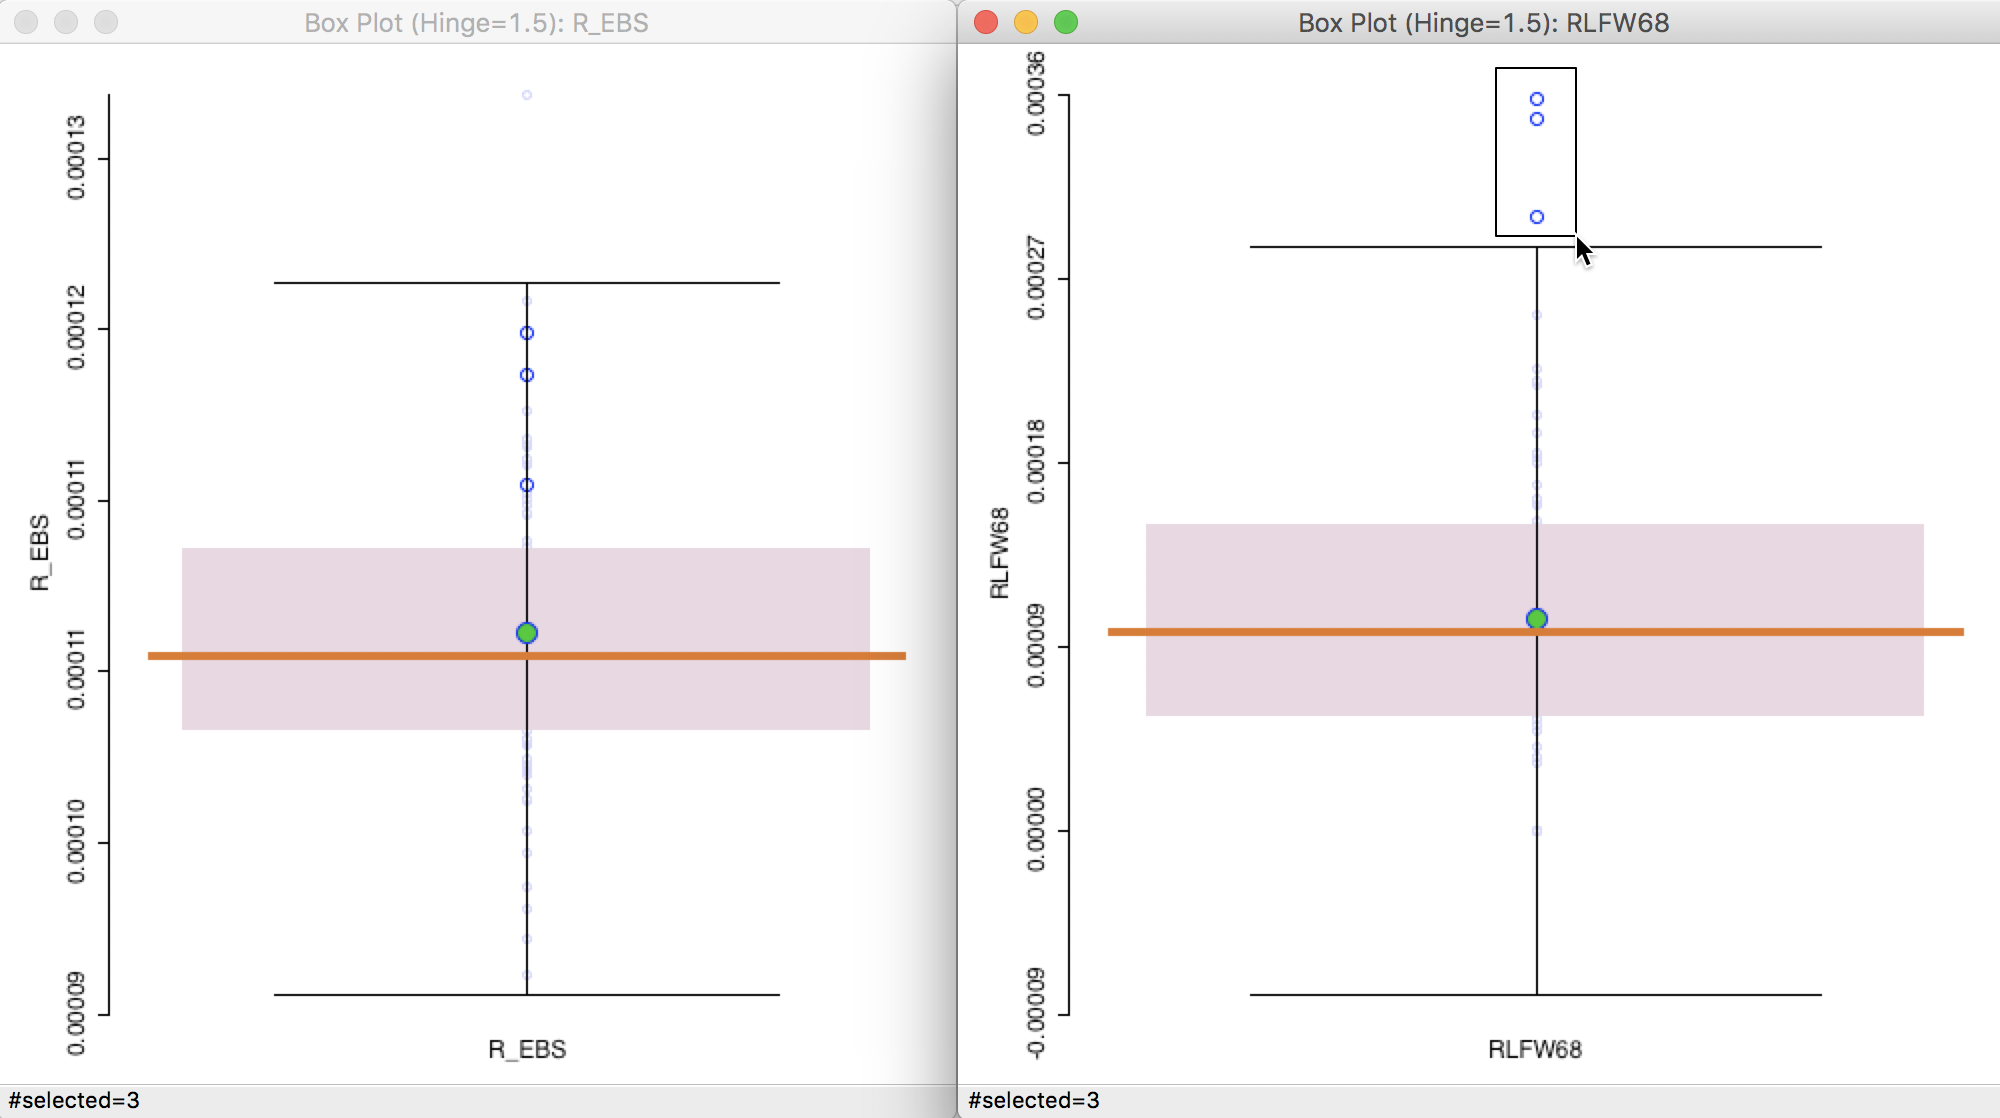 Box Plot (Hinge=1.5): R_EBS
0.00013
0.00012
0.00011
0.00011
0.00010
0.00009
R_EBS
R_EBS
#selected=3
Box Plot (Hinge=1.5): RLFW68
0.00036
0.00027
0.00018
0.00009
0.00000
-0.00009
RLFW68
RLFW68
#selected=3